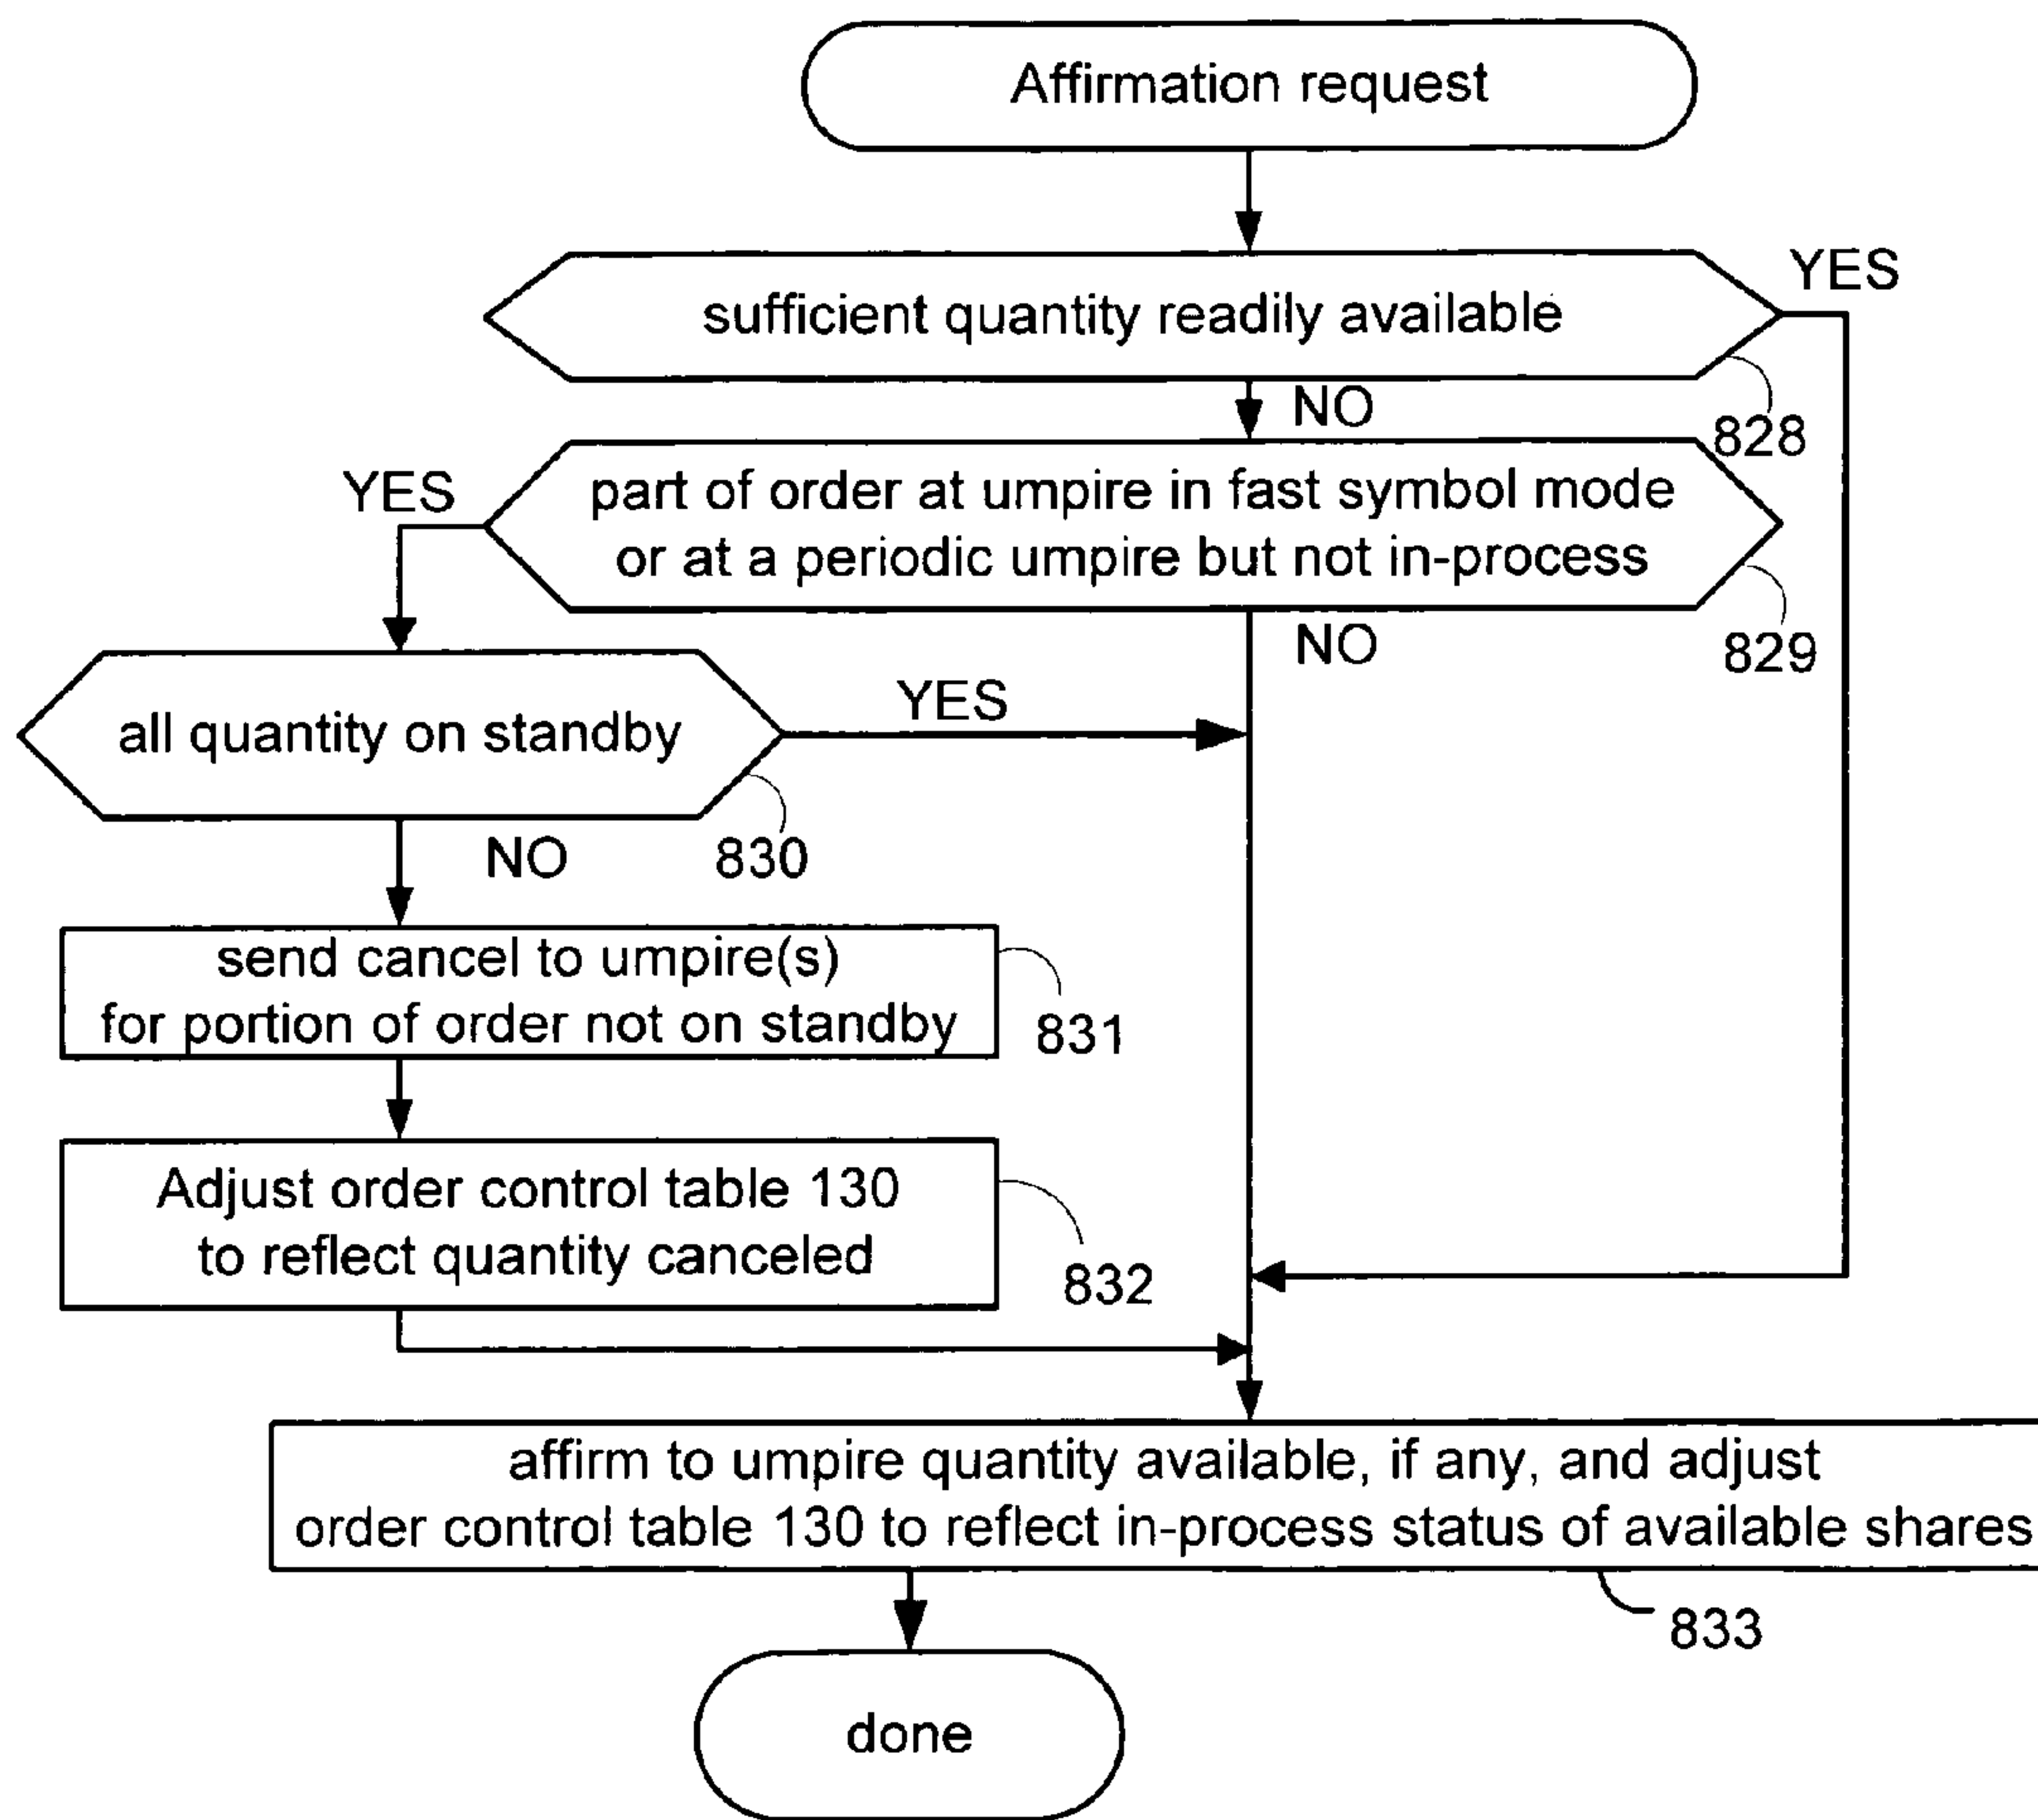 Affirmation request
YES
sufficient quantity readily available
NO
828
YES
part of order at umpire in fast symbol mode
or at a periodic umpire but not in-process
NO
829
YES
all quantity on standby
NO
830
send cancel to umpire(s)
for portion of order not on standby
831
Adjust order control table 130
to reflect quantity canceled
832
affirm to umpire quantity available, if any, and adjust
order control table 130 to reflect in-process status of available shares
833
done